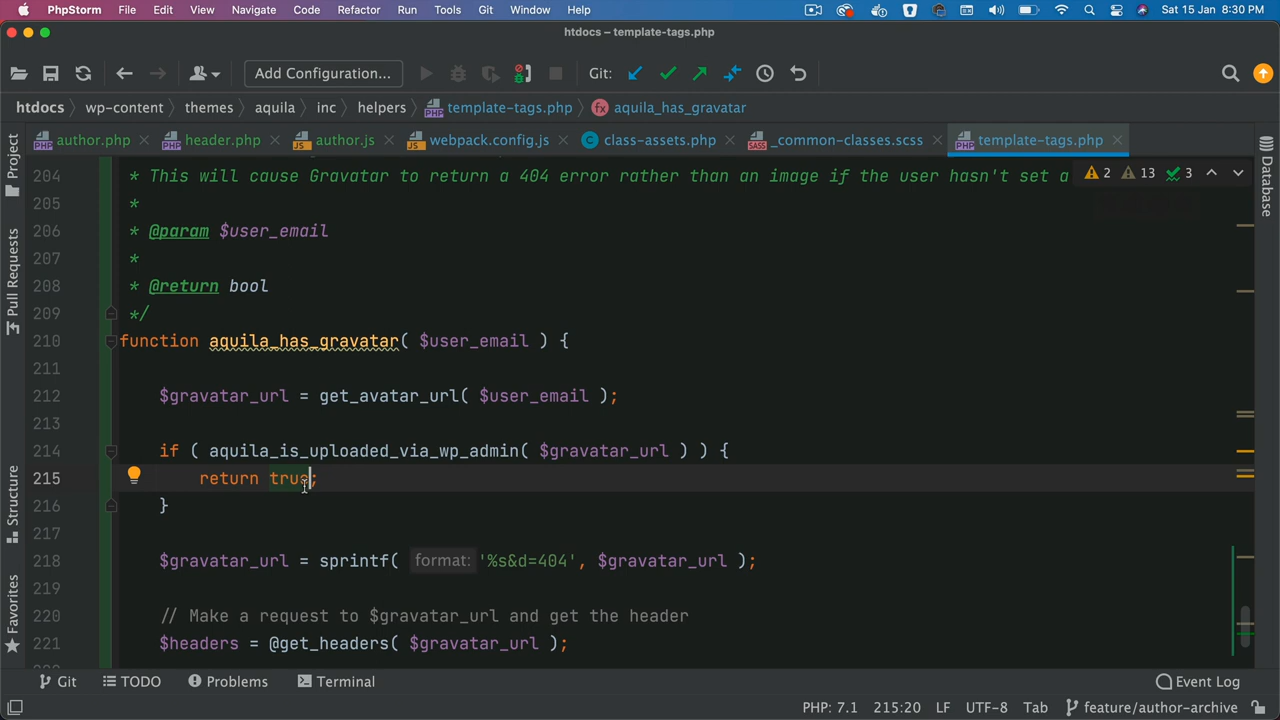 PhpStorm File Edit View Navigate Code Refactor Run Tools Git Window Help Sat 15 Jan 8:30 PM
htdocs – template-tags.php
Add Configuration... Git:
htdocs wp-content themes aquila inc helpers template-tags.php aquila_has_gravatar
author.php header.php author.js webpack.config.js class-assets.php _common-classes.scss template-tags.php
204 * This will cause Gravatar to return a 404 error rather than an image if the user hasn't set a 2 13 3
205 *
206 * @param $user_email
207 *
208 * @return bool
209 */
210 function aquila_has_gravatar( $user_email ) {
211
212 $gravatar_url = get_avatar_url( $user_email );
213
214 if ( aquila_is_uploaded_via_wp_admin( $gravatar_url ) ) {
215 return true;
216 }
217
218 $gravatar_url = sprintf( format: '%s&d=404', $gravatar_url );
219
220 // Make a request to $gravatar_url and get the header
221 $headers = @get_headers( $gravatar_url );
Project
Pull Requests
Structure
Favorites
Database
Git TODO Problems Terminal Event Log
PHP: 7.1 215:20 LF UTF-8 Tab feature/author-archive